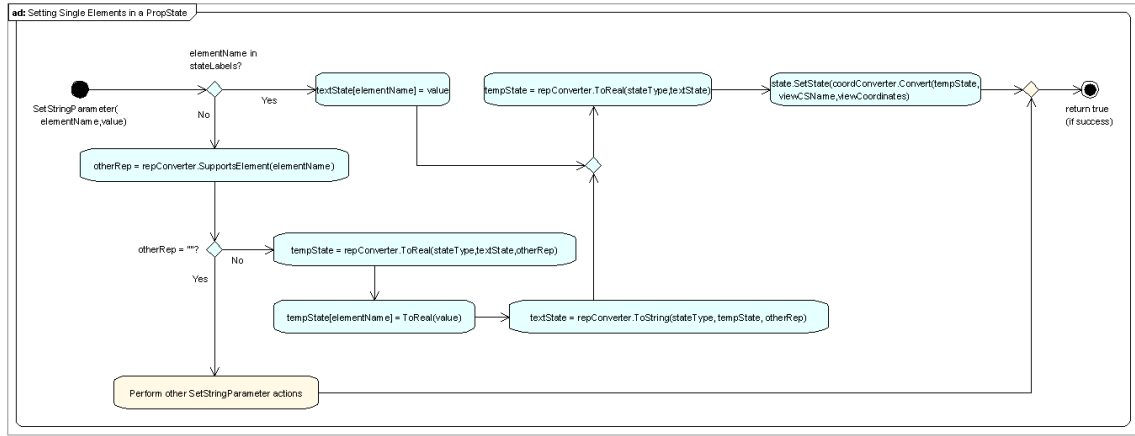 ad: Setting Single Elements in a PropState
elementName in
stateLabels?
SetStringParameter(
elementName,value)
Yes
No
textState[elementName] = value
tempState = repConverter.ToReal(stateType,textState)
state.SetState(coordConverter.Convert(tempState,
viewCSName,viewCoordinates)
return true
(if success)
otherRep = repConverter.SupportsElement(elementName)
otherRep = ""?
No
Yes
tempState = repConverter.ToReal(stateType,textState,otherRep)
tempState[elementName] = ToReal(value)
textState = repConverter.ToString(stateType, tempState, otherRep)
Perform other SetStringParameter actions